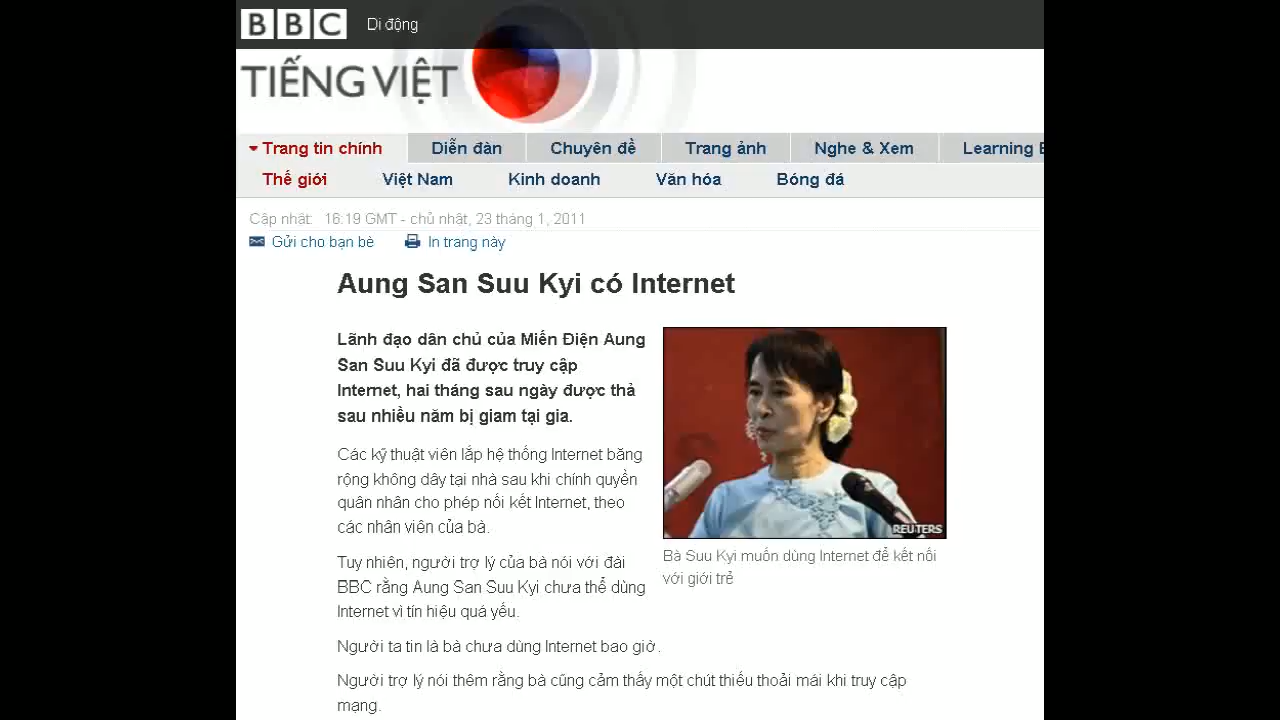 BBC Di động
TIẾNG VIỆT
Trang tin chính Diễn đàn Chuyên đề Trang ảnh Nghe & Xem Learning
Thế giới Việt Nam Kinh doanh Văn hóa Bóng đá
Cập nhật: 16:19 GMT - chủ nhật, 23 tháng 1, 2011
Gửi cho bạn bè In trang này
Aung San Suu Kyi có Internet
Lãnh đạo dân chủ của Miến Điện Aung
San Suu Kyi đã được truy cập
Internet, hai tháng sau ngày được thả
sau nhiều năm bị giam tại gia.
Các kỹ thuật viên lắp hệ thống Internet băng
rộng không dây tại nhà sau khi chính quyền
quân nhân cho phép nối kết Internet, theo
các nhân viên của bà.
Tuy nhiên, người trợ lý của bà nói với đài
BBC rằng Aung San Suu Kyi chưa thể dùng
Internet vì tín hiệu quá yếu.
REUTERS
Bà Suu Kyi muốn dùng Internet để kết nối
với giới trẻ
Người ta tin là bà chưa dùng Internet bao giờ.
Người trợ lý nói thêm rằng bà cũng cảm thấy một chút thiếu thoải mái khi truy cập
mạng.